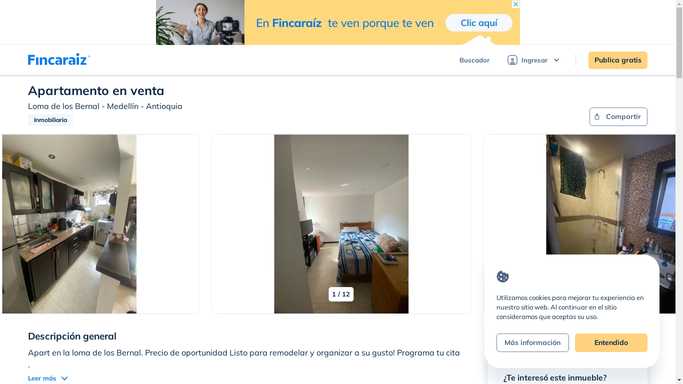 En Fincaraíz te ven porque te ven
Clic aquí
Fincaraíz
Buscador
Ingresar
Publica gratis
Apartamento en venta
Loma de los Bernal - Medellín - Antioquia
Inmobiliaria
Compartir
1 / 12
Utilizamos cookies para mejorar tu experiencia en
nuestro sitio web. Al continuar en el sitio
consideramos que aceptas su uso.
Más información
Entendido
Descripción general
Apart en la loma de los Bernal. Precio de oportunidad Listo para remodelar y organizar a su gusto! Programa tu cita
.
Leer más
¿Te interesó este inmueble?